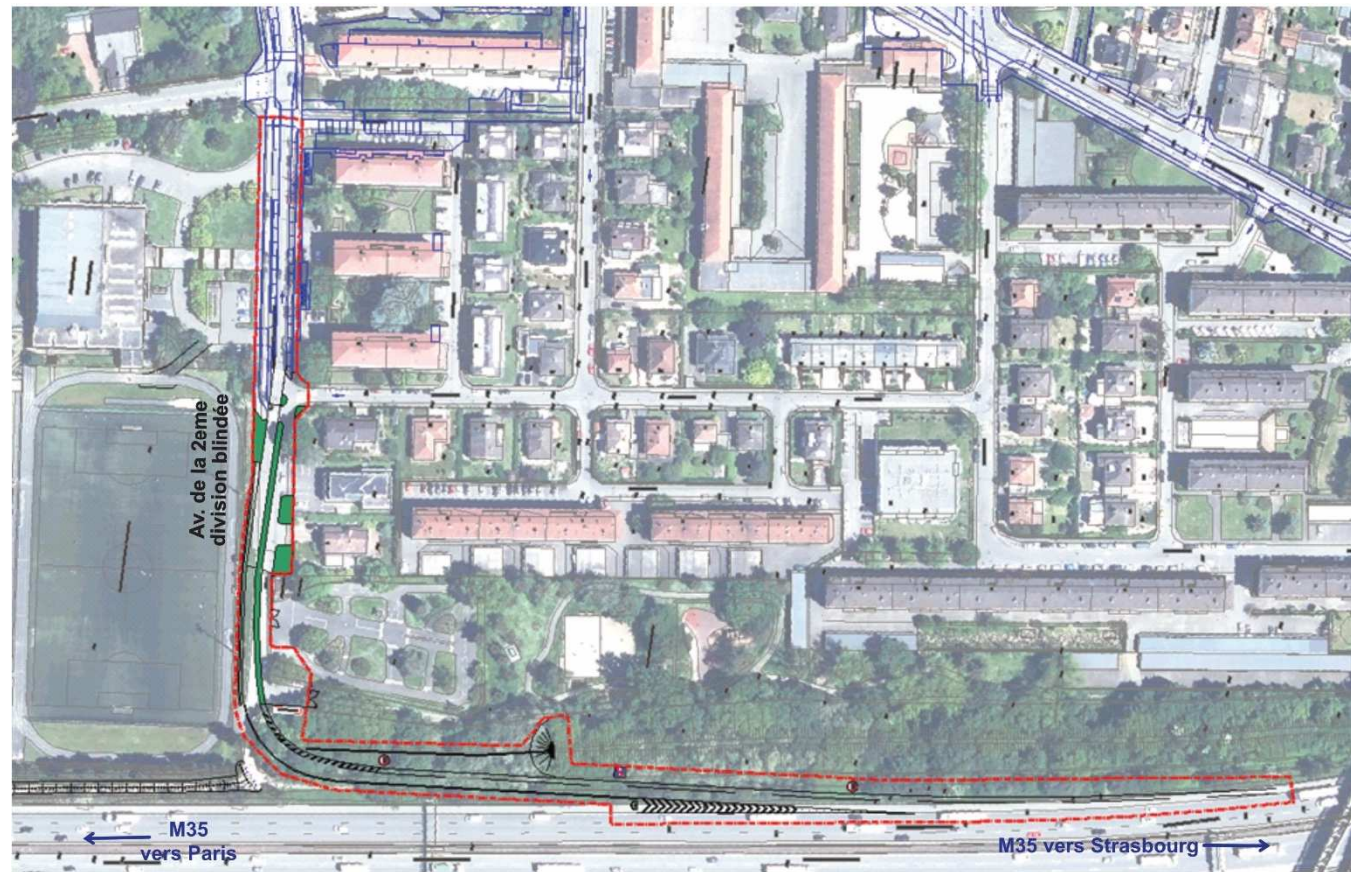 Av. de la 2eme
division blindée
M35
vers Paris
M35 vers Strasbourg